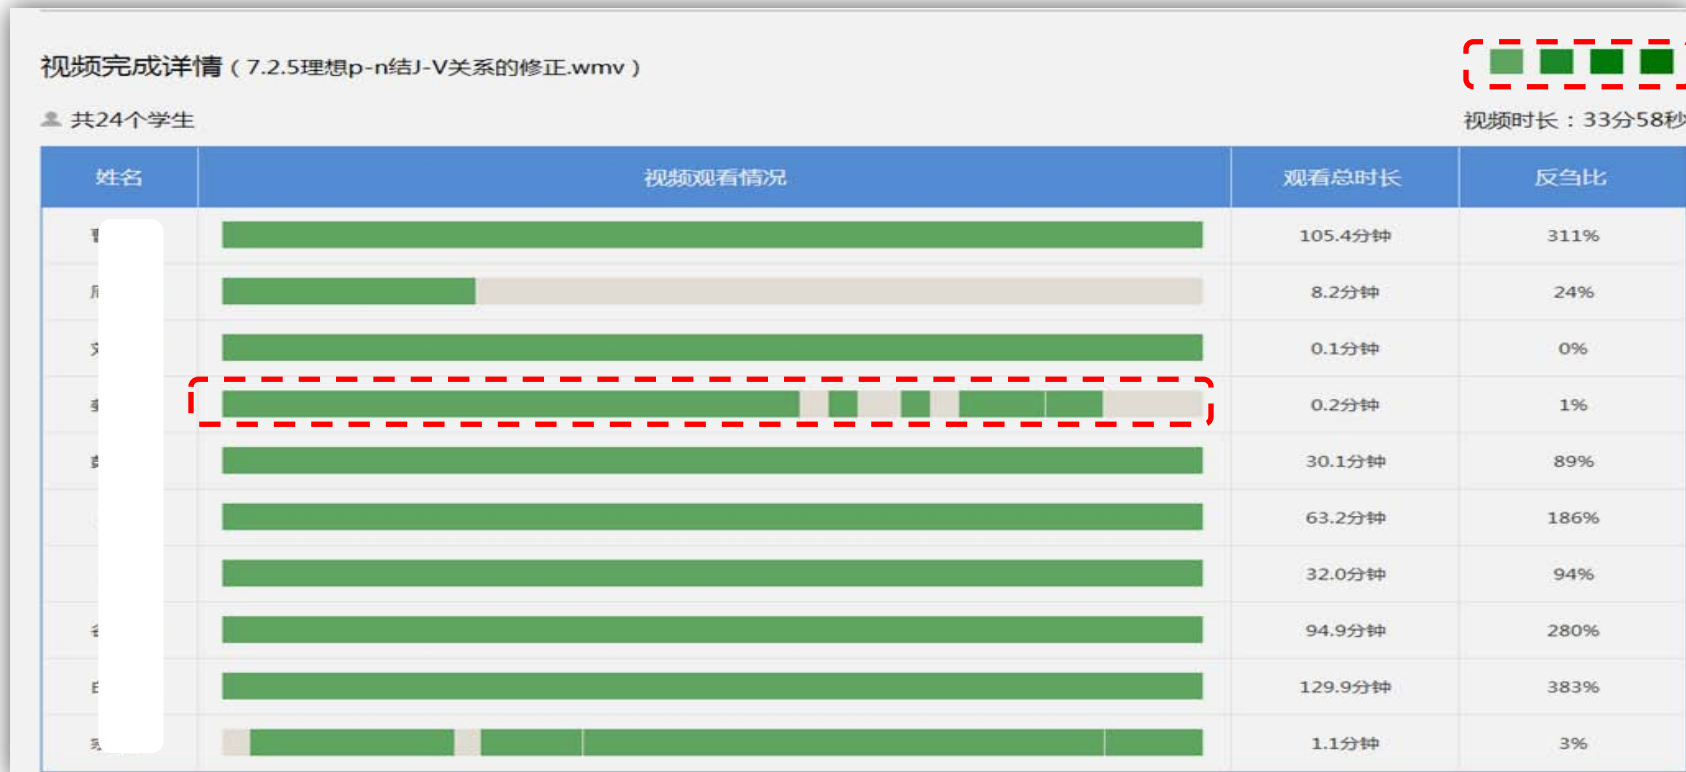 视频完成详情(7.2.5理想p-n结J-V关系的修正.wmv)
共24个学生
视频时长:33分58秒
姓名 视频观看情况 观看总时长 反刍比
105.4分钟 311%
8.2分钟 24%
0.1分钟 0%
0.2分钟 1%
30.1分钟 89%
63.2分钟 186%
32.0分钟 94%
94.9分钟 280%
129.9分钟 383%
1.1分钟 3%